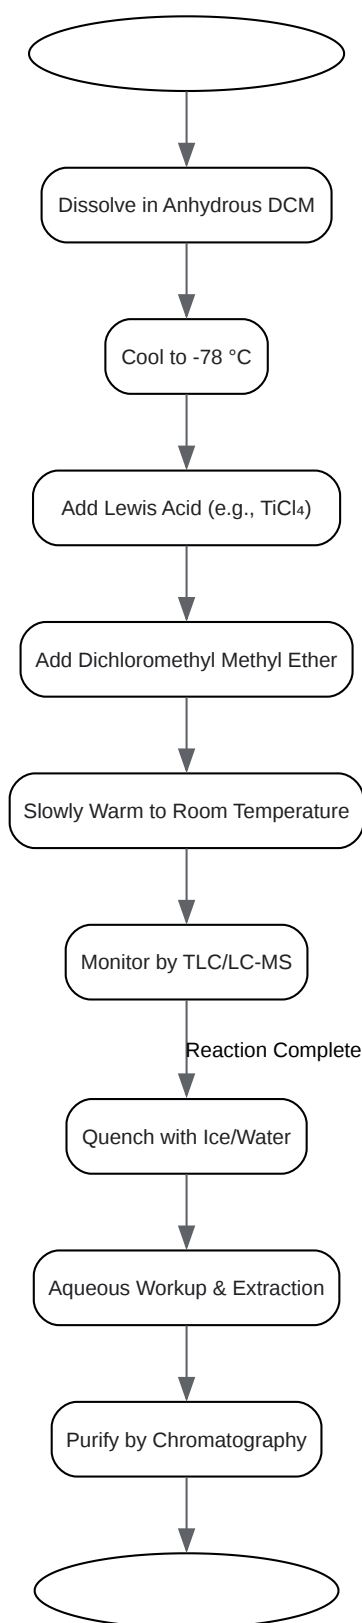 Dissolve in Anhydrous DCM
Cool to -78 °C
Add Lewis Acid (e.g., TiCl₄)
Add Dichloromethyl Methyl Ether
Slowly Warm to Room Temperature
Monitor by TLC/LC-MS
Reaction Complete
Quench with Ice/Water
Aqueous Workup & Extraction
Purify by Chromatography